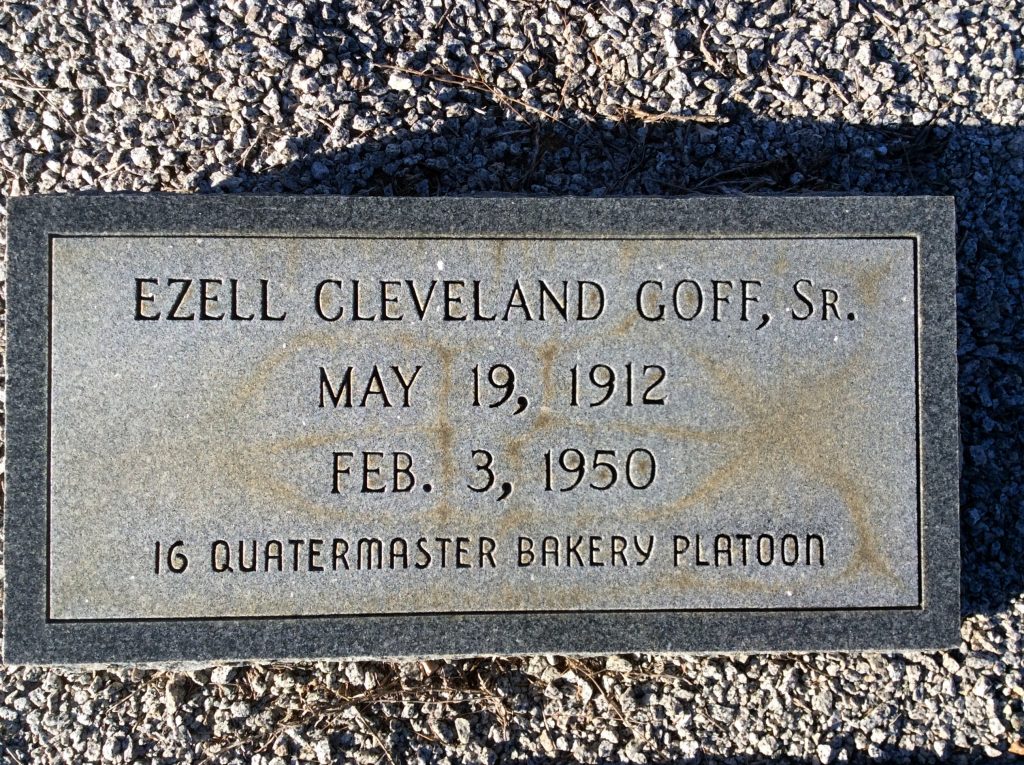 EZELL CLEVELAND GOFF, SR.
MAY 19, 1912
FEB. 3, 1950
16 QUATERMASTER BAKERY PLATOON